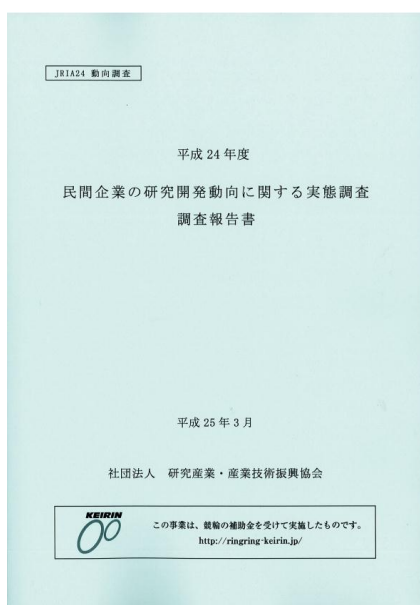 JRIA24 動向調査
平成 24 年度
民間企業の研究開発動向に関する実態調査
調査報告書
平成 25 年 3 月
社団法人 研究産業・産業技術振興協会
KEIRIN
この事業は、競輪の補助金を受けて実施したものです。
http://ringring-keirin.jp/